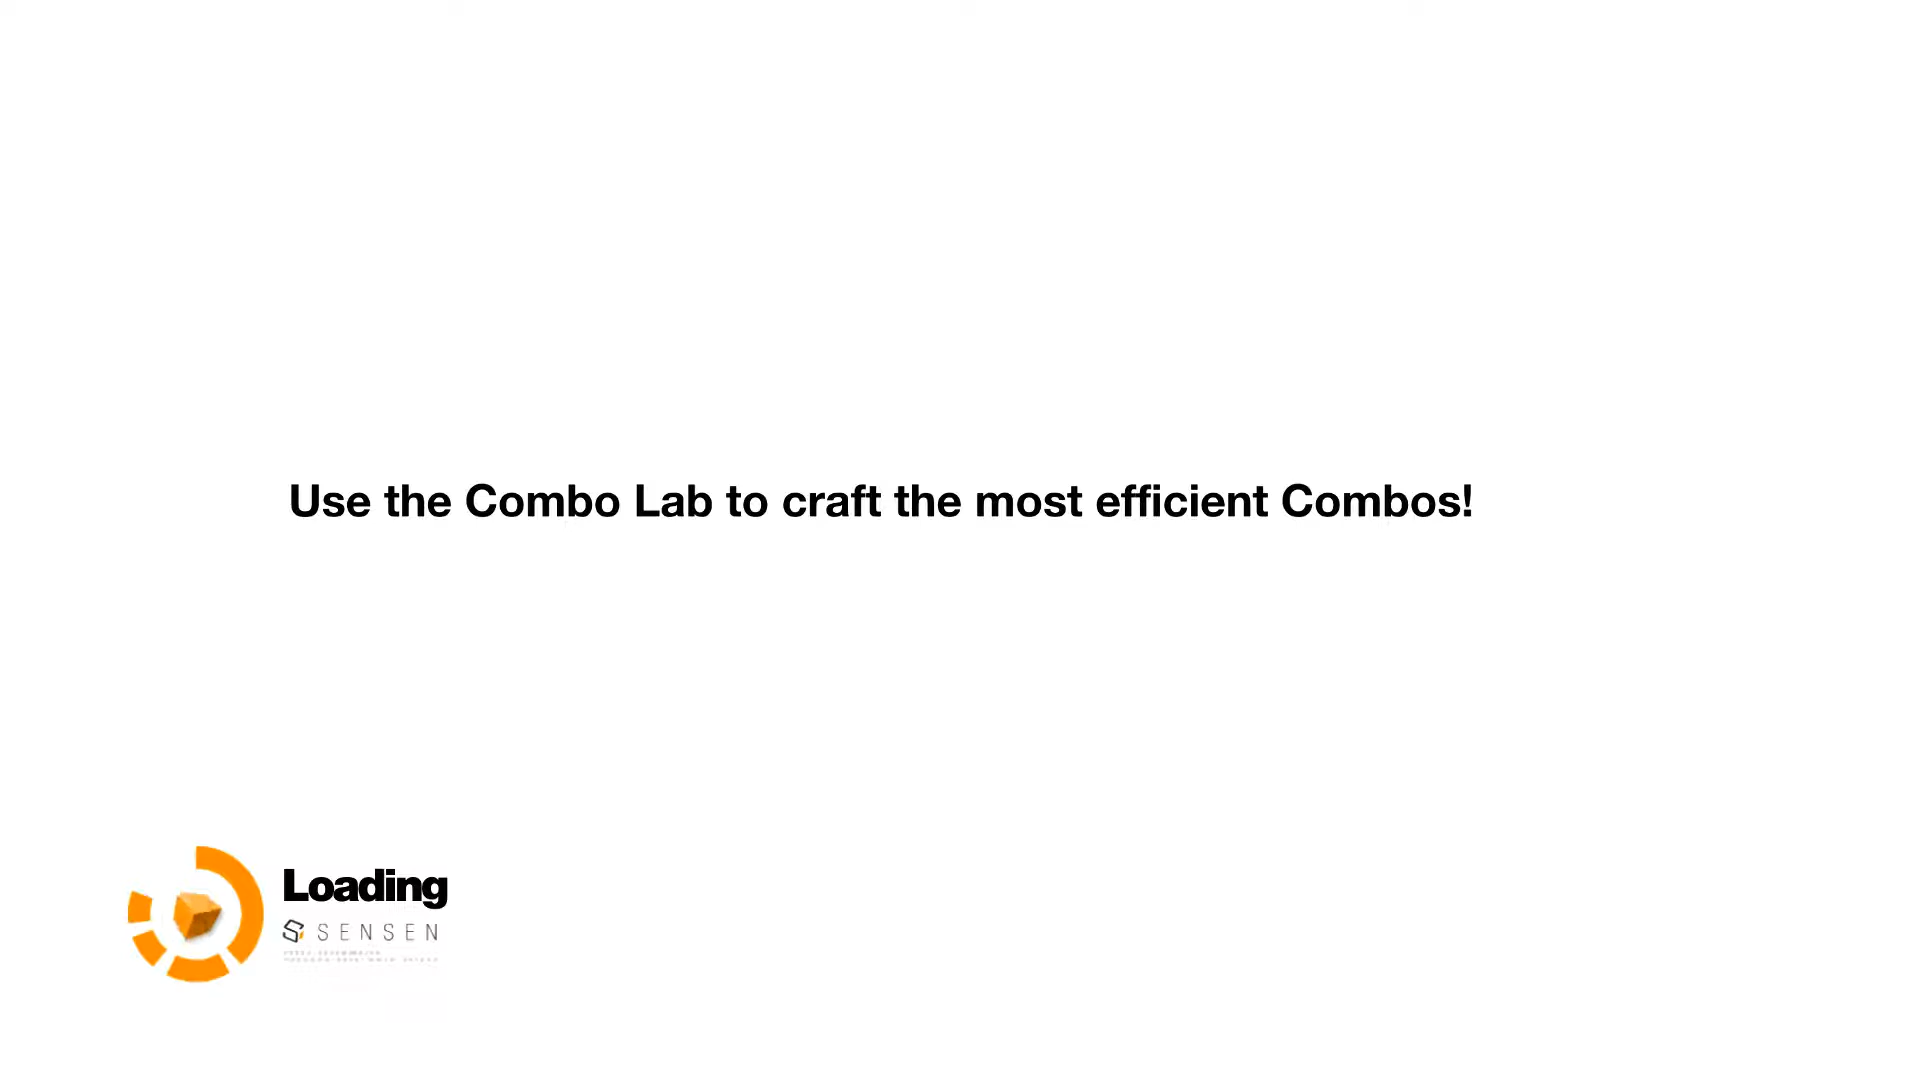 Use the Combo Lab to craft the most efficient Combos!
Loading
SENSEN